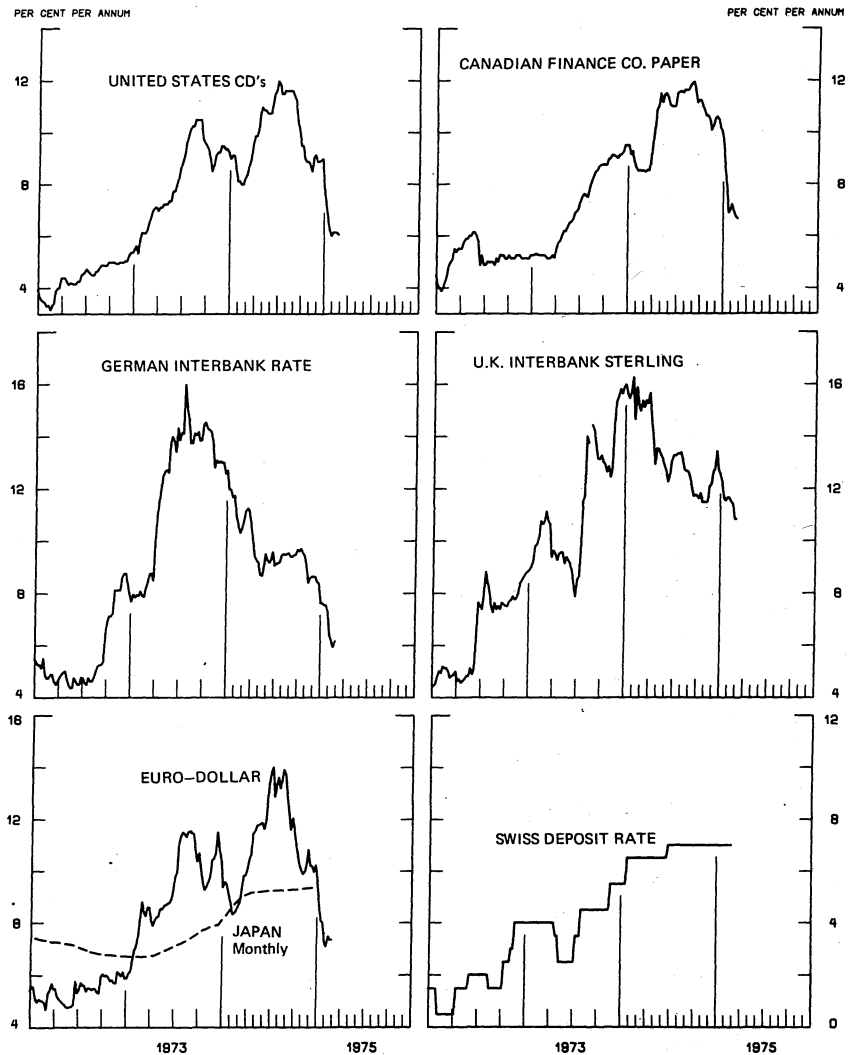 PER CENT PER ANNUM
PER CENT PER ANNUM
UNITED STATES CD's
12
8
4
CANADIAN FINANCE CO. PAPER
12
8
4
GERMAN INTERBANK RATE
16
12
8
4
U.K. INTERBANK STERLING
16
12
8
4
EURO-DOLLAR
16
12
8
4
JAPAN
Monthly
1973
1975
SWISS DEPOSIT RATE
12
8
4
0
1973
1975